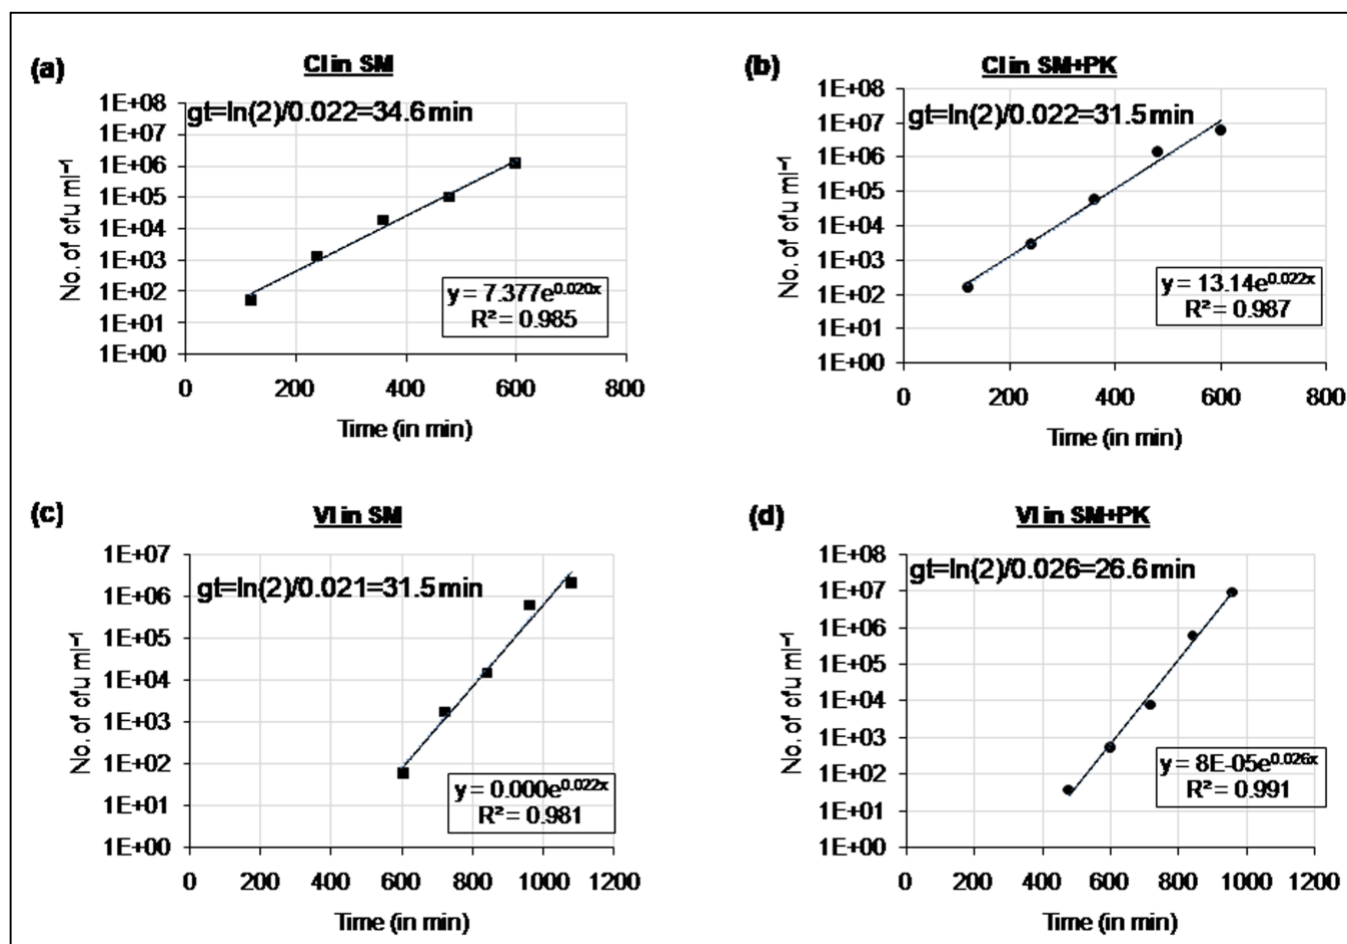 (a)
CI in SM
gt=ln(2)/0.022=34.6 min
1E+08
1E+07
1E+06
1E+05
1E+04
1E+03
1E+02
1E+01
1E+00
No. of cfu ml⁻¹
y = 7.377e^0.020x
R² = 0.985
0 200 400 600 800
Time (in min)
(b)
CI in SM+PK
gt=ln(2)/0.022=31.5 min
1E+08
1E+07
1E+06
1E+05
1E+04
1E+03
1E+02
1E+01
1E+00
No. of cfu ml⁻¹
y = 13.14e^0.022x
R² = 0.987
0 200 400 600 800
Time (in min)
(c)
VI in SM
gt=ln(2)/0.021=31.5 min
1E+07
1E+06
1E+05
1E+04
1E+03
1E+02
1E+01
1E+00
No. of cfu ml⁻¹
y = 0.000e^0.022x
R² = 0.981
0 200 400 600 800 1000 1200
Time (in min)
(d)
VI in SM+PK
gt=ln(2)/0.026=26.6 min
1E+08
1E+07
1E+06
1E+05
1E+04
1E+03
1E+02
1E+01
1E+00
No. of cfu ml⁻¹
y = 8E-05e^0.026x
R² = 0.991
0 200 400 600 800 1000 1200
Time (in min)